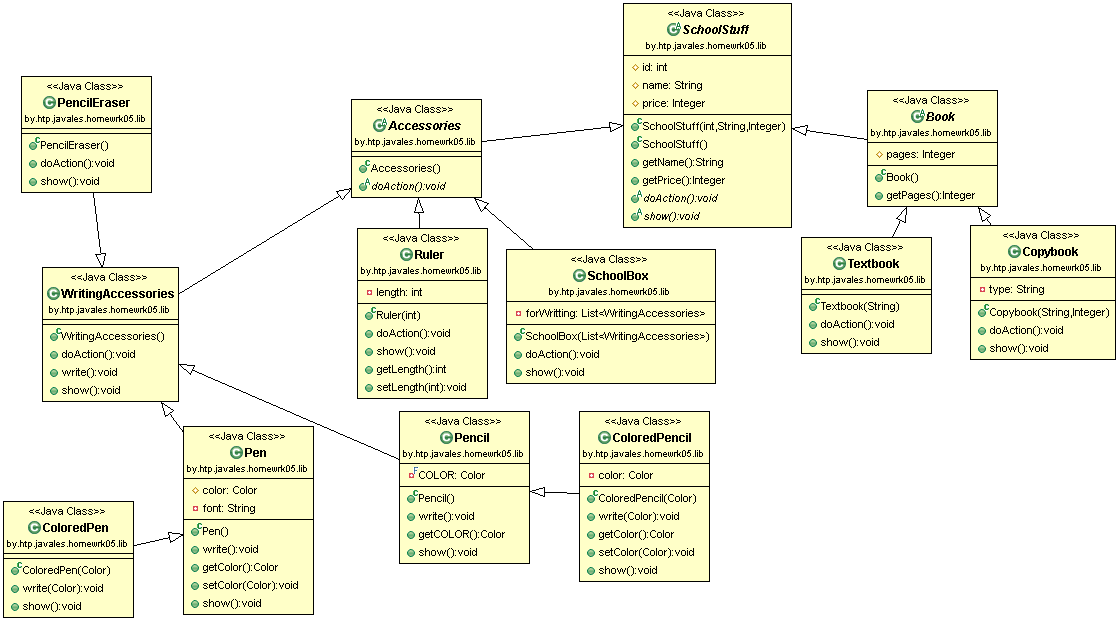 <<Java Class>>
SchoolStuff
by.htp.javales.homewrk05.lib
id: int
name: String
price: Integer
SchoolStuff(int,String,Integer)
SchoolStuff()
getName():String
getPrice():Integer
doAction():void
show():void
<<Java Class>>
PencilEraser
by.htp.javales.homewrk05.lib
PencilEraser()
doAction():void
show():void
<<Java Class>>
Accessories
by.htp.javales.homewrk05.lib
Accessories()
doAction():void
<<Java Class>>
Book
by.htp.javales.homewrk05.lib
pages: Integer
Book()
getPages():Integer
<<Java Class>>
WritingAccessories
by.htp.javales.homewrk05.lib
WritingAccessories()
doAction():void
write():void
show():void
<<Java Class>>
Ruler
by.htp.javales.homewrk05.lib
length: int
Ruler(int)
doAction():void
show():void
getLength():int
setLength(int):void
<<Java Class>>
SchoolBox
by.htp.javales.homewrk05.lib
forWritting: List<WritingAccessories>
SchoolBox(List<WritingAccessories>)
doAction():void
show():void
<<Java Class>>
Textbook
by.htp.javales.homewrk05.lib
Textbook(String)
doAction():void
show():void
<<Java Class>>
Copybook
by.htp.javales.homewrk05.lib
type: String
Copybook(String,Integer)
doAction():void
show():void
<<Java Class>>
Pen
by.htp.javales.homewrk05.lib
color: Color
font: String
Pen()
write():void
getColor():Color
setColor(Color):void
show():void
<<Java Class>>
Pencil
by.htp.javales.homewrk05.lib
COLOR: Color
Pencil()
write():void
getCOLOR():Color
show():void
<<Java Class>>
ColoredPencil
by.htp.javales.homewrk05.lib
color: Color
ColoredPencil(Color)
write(Color):void
getColor():Color
setColor(Color):void
show():void
<<Java Class>>
ColoredPen
by.htp.javales.homewrk05.lib
ColoredPen(Color)
write(Color):void
show():void